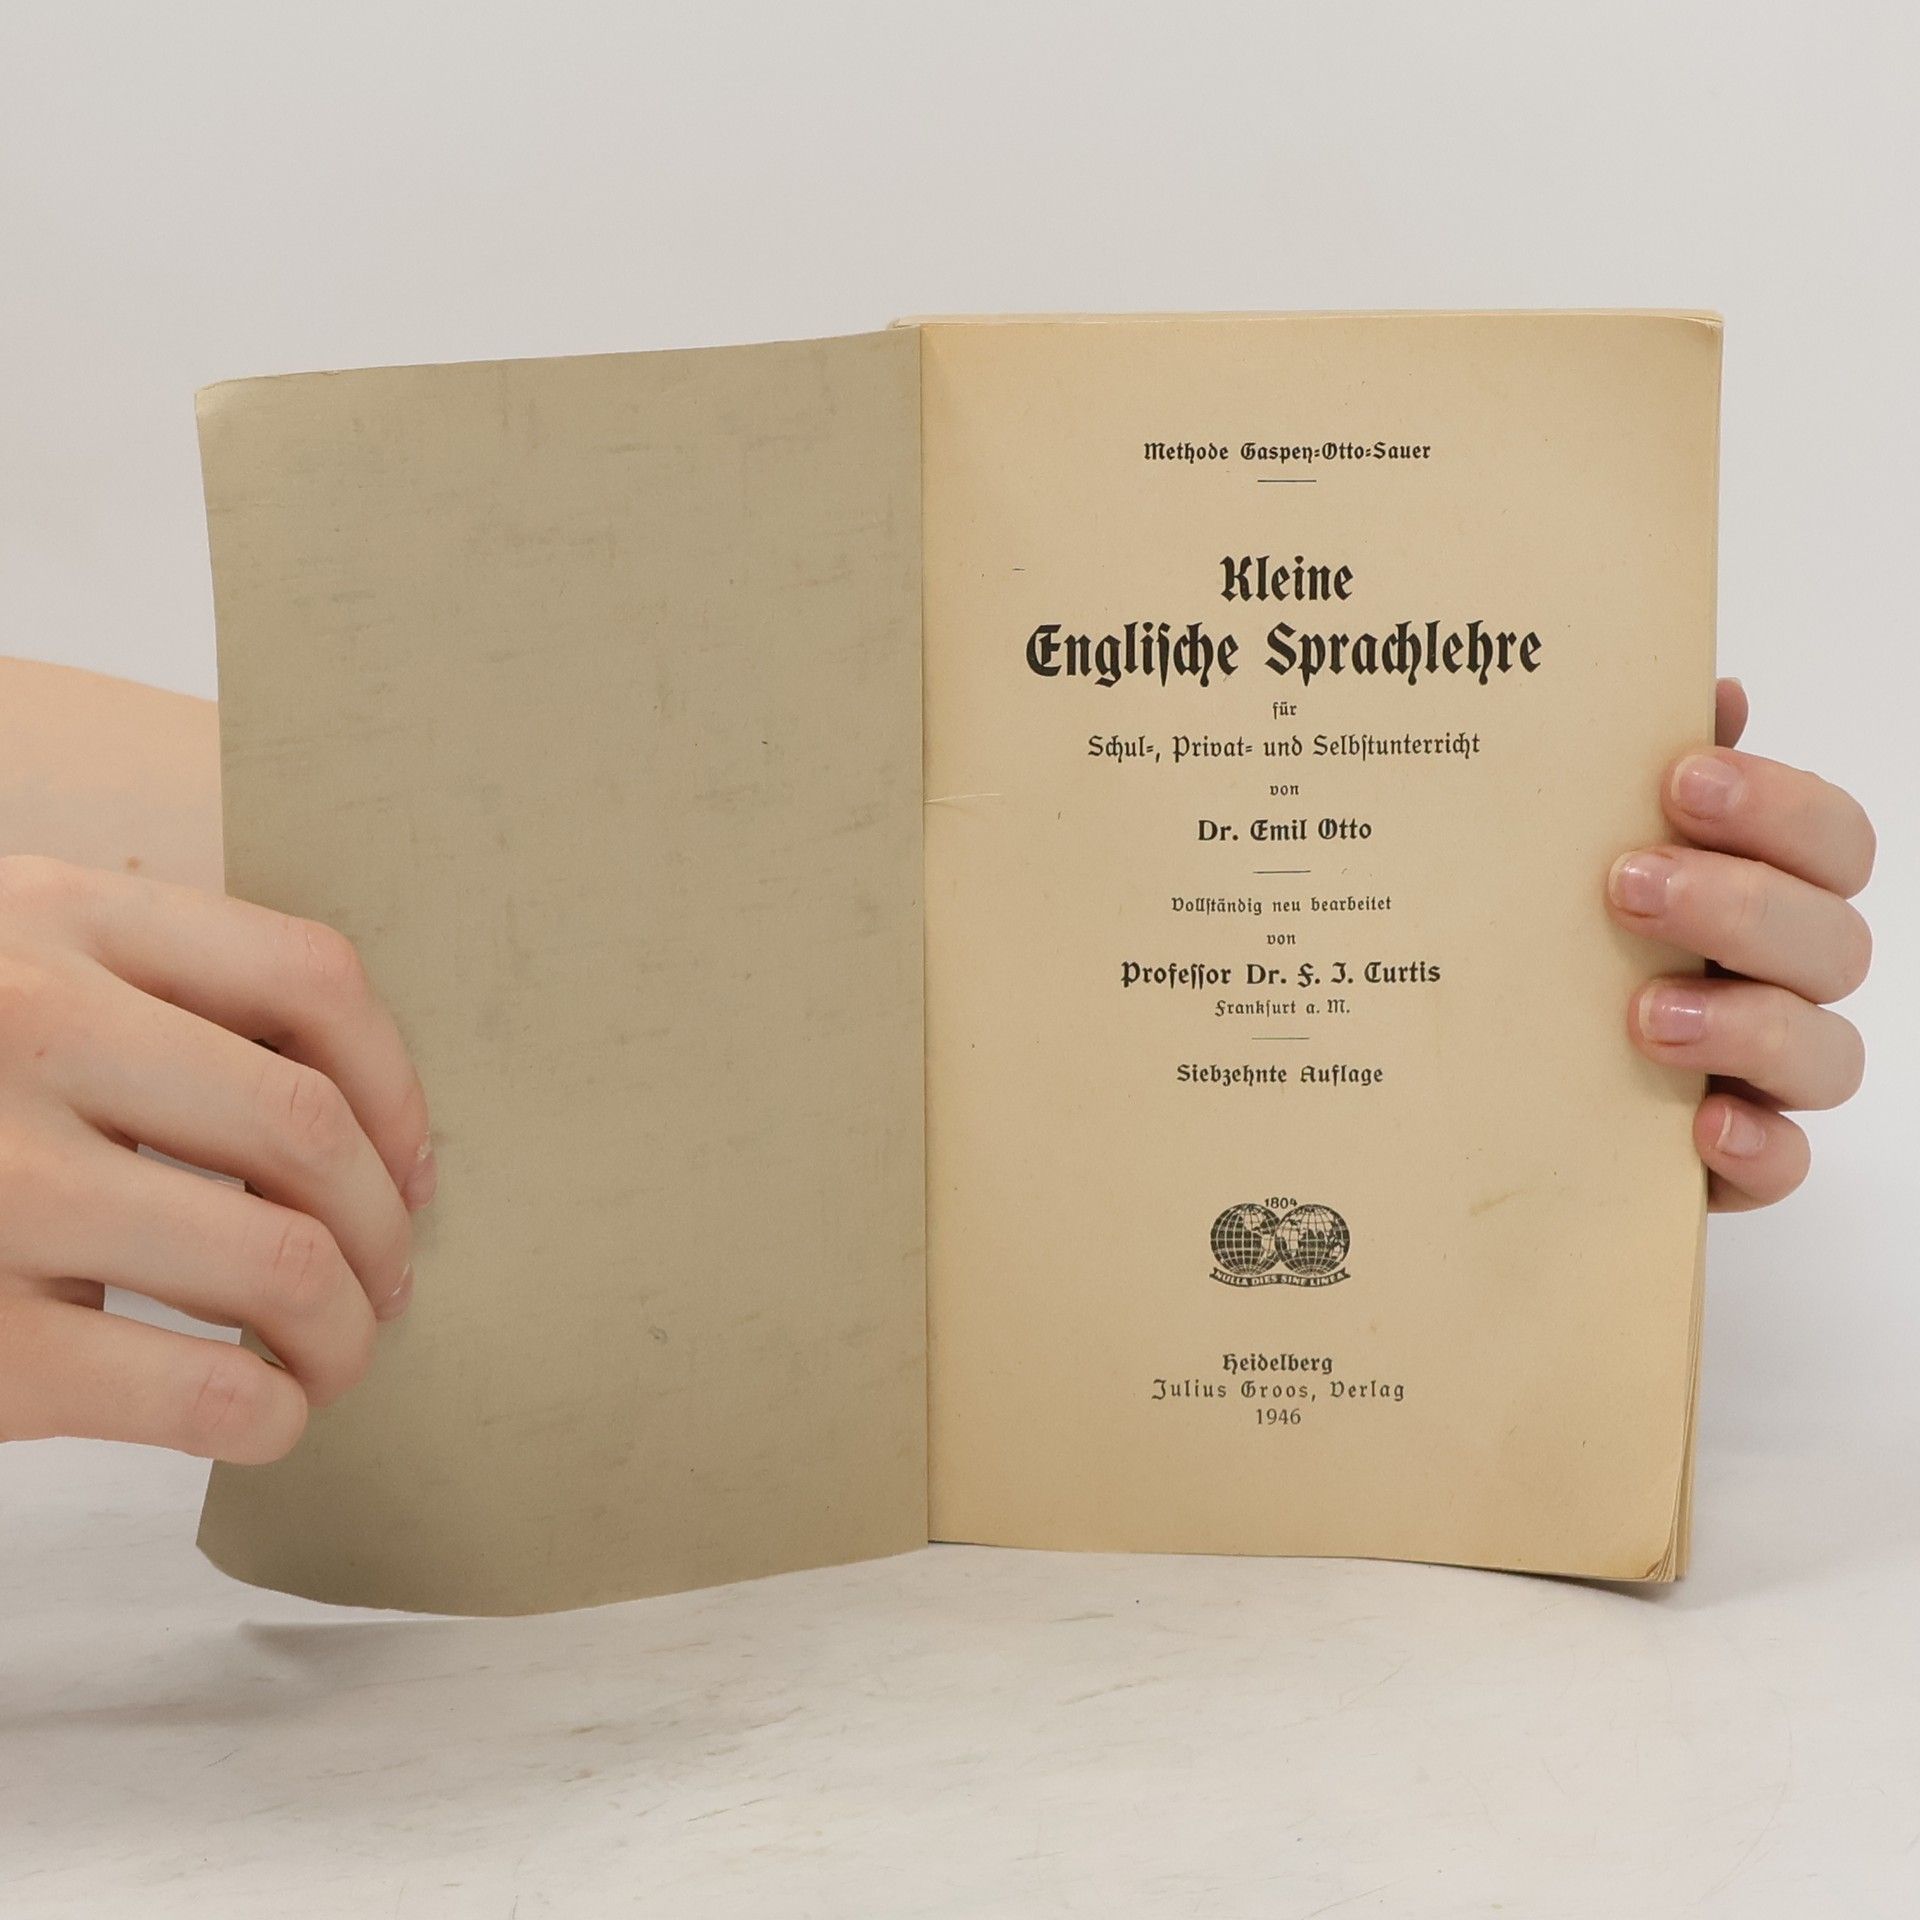 Methode Gaspey-Otto-Sauer
Kleine
Engliſche Sprachlehre
für
Schul-, Privat- und Selbſtunterricht
von
Dr. Emil Otto
Vollſtändig neu bearbeitet
von
Profeſſor Dr. F. J. Curtis
Frankfurt a. M.
Siebzehnte Auflage
1804
NULLA DIES SINE LINEA
Heidelberg
Julius Groos, Verlag
1946